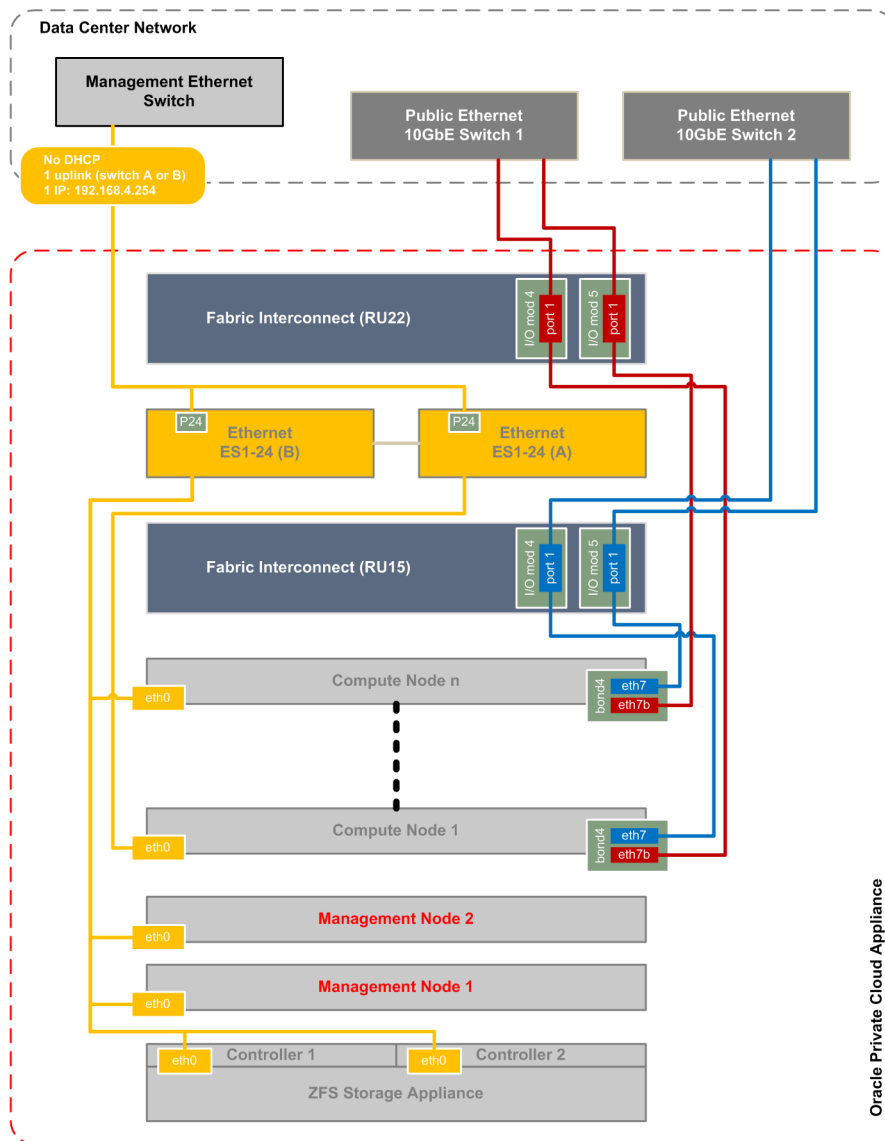 Data Center Network
Management Ethernet
Switch
Public Ethernet
10GbE Switch 1
Public Ethernet
10GbE Switch 2
No DHCP
1 uplink (switch A or B)
1 IP: 192.168.4.254
Fabric Interconnect (RU22)
I/O mod 4
port 1
I/O mod 5
port 1
P24
Ethernet
ES1-24 (B)
P24
Ethernet
ES1-24 (A)
Fabric Interconnect (RU15)
I/O mod 4
port 1
I/O mod 5
port 1
Compute Node n
eth0
bond4
eth7
eth7b
Compute Node 1
eth0
bond4
eth7
eth7b
Management Node 2
eth0
Management Node 1
eth0
Controller 1
eth0
Controller 2
eth0
ZFS Storage Appliance
Oracle Private Cloud Appliance